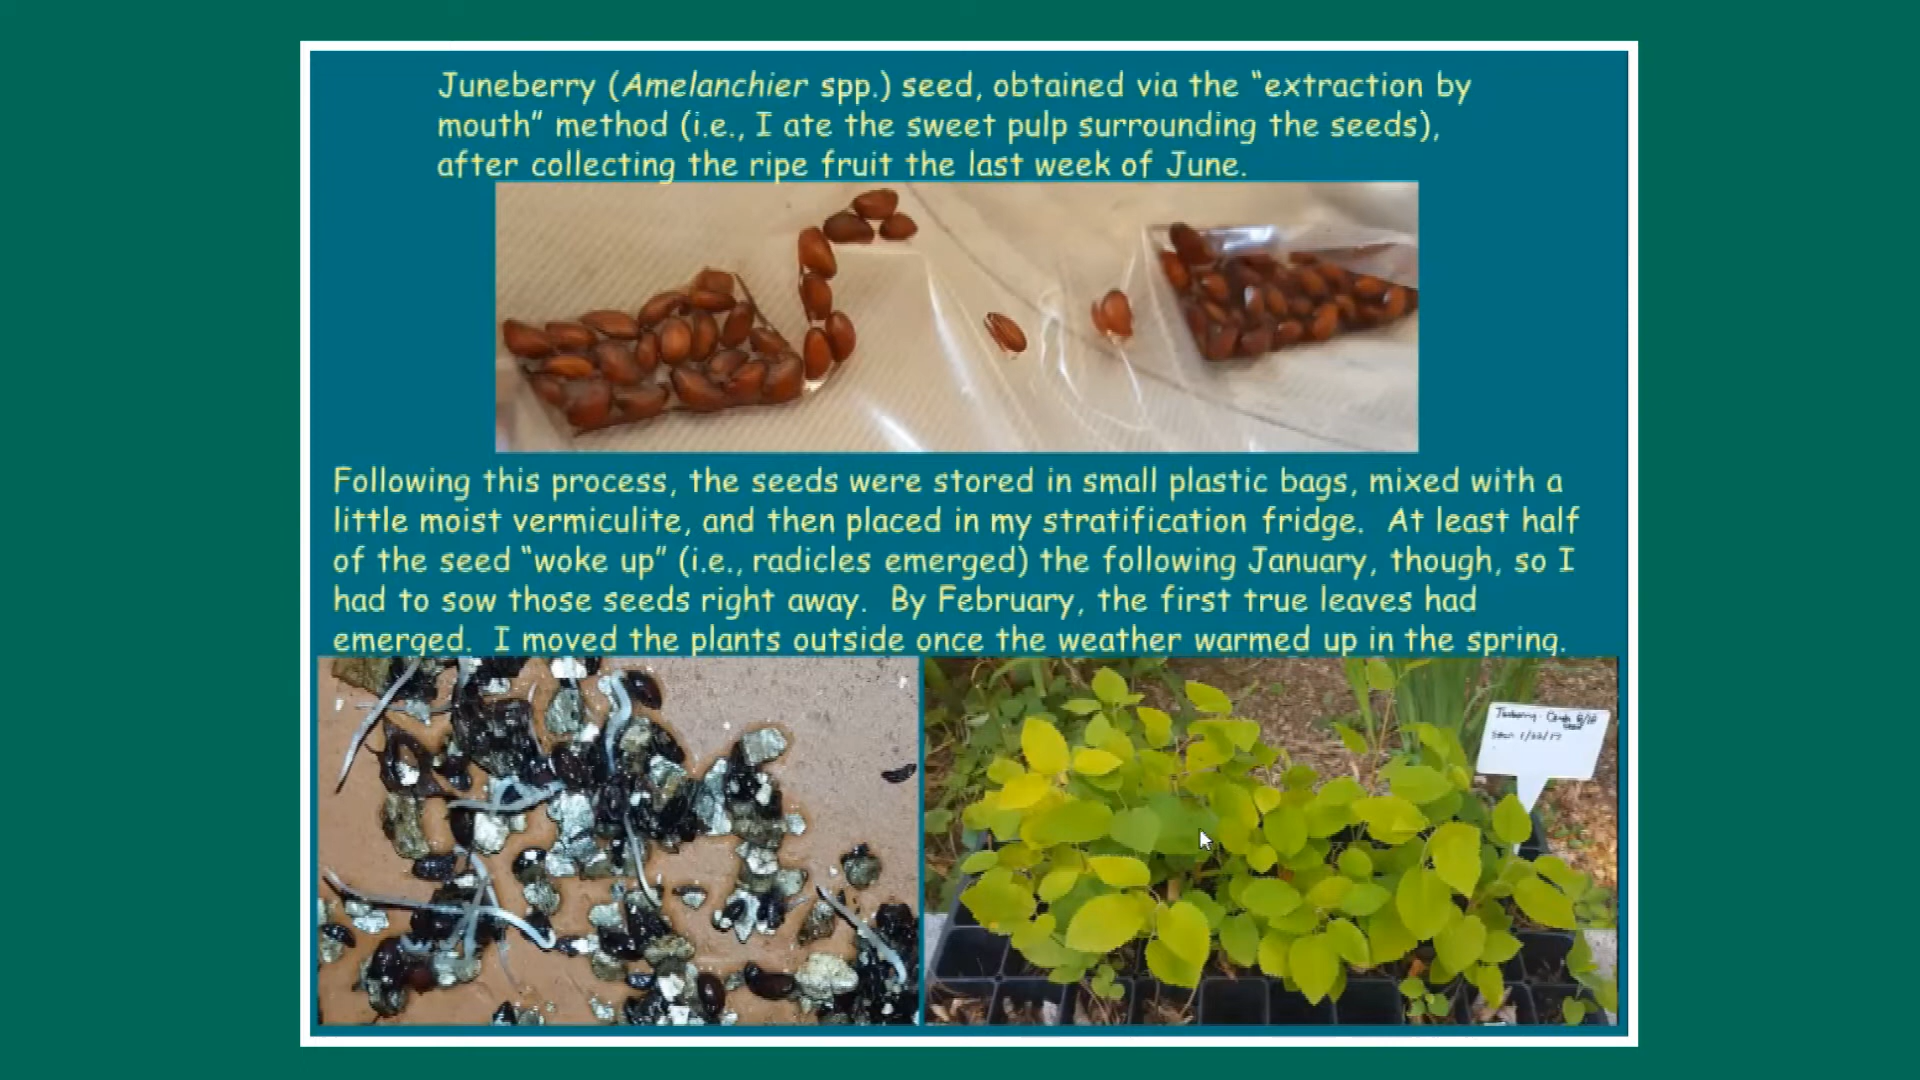 Juneberry (Amelanchier spp.) seed, obtained via the “extraction by
mouth” method (i.e., I ate the sweet pulp surrounding the seeds),
after collecting the ripe fruit the last week of June.
Following this process, the seeds were stored in small plastic bags, mixed with a
little moist vermiculite, and then placed in my stratification fridge. At least half
of the seed “woke up” (i.e., radicles emerged) the following January, though, so I
had to sow those seeds right away. By February, the first true leaves had
emerged. I moved the plants outside once the weather warmed up in the spring.